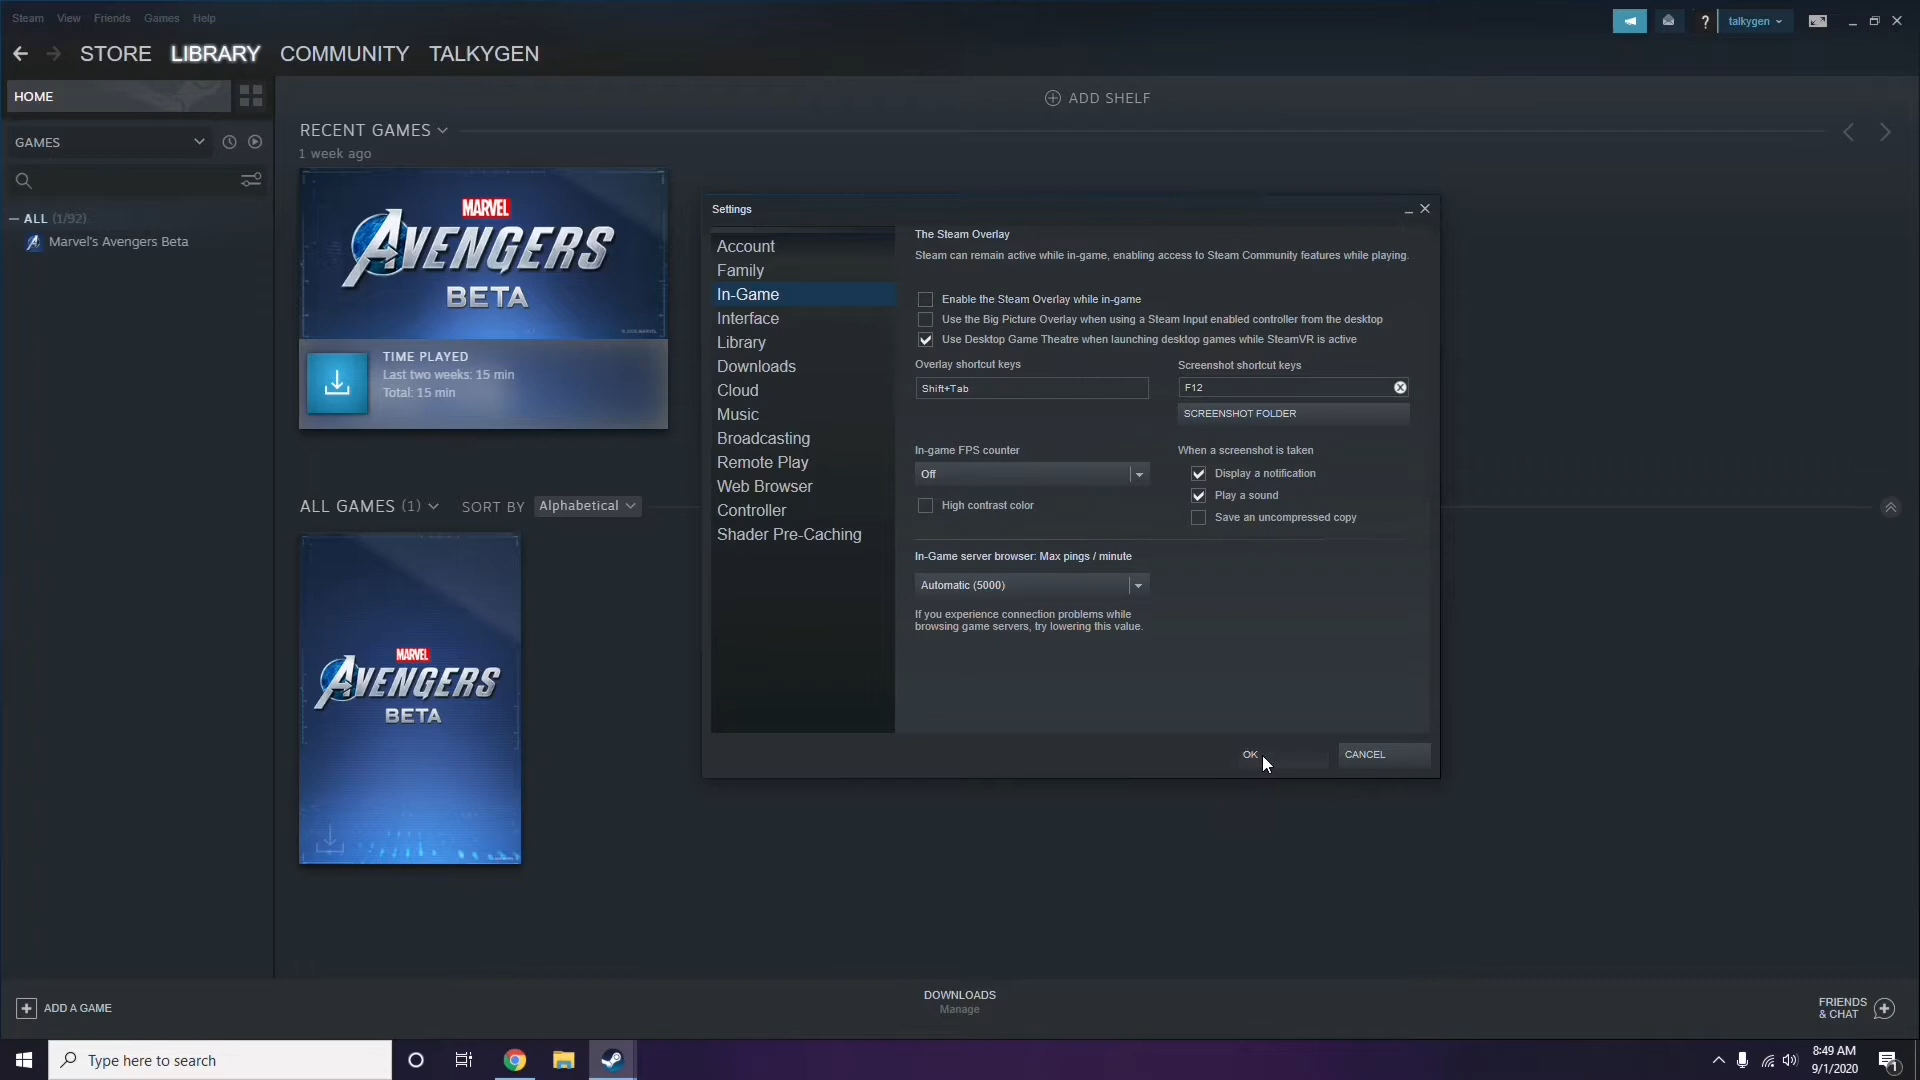 Steam View Friends Games Help
talkygen
STORE LIBRARY COMMUNITY TALKYGEN
HOME
ADD SHELF
GAMES
RECENT GAMES
1 week ago
ALL (1/92)
Marvel's Avengers Beta
MARVEL
AVENGERS
BETA
TIME PLAYED
Last two weeks: 15 min
Total: 15 min
ALL GAMES (1) SORT BY Alphabetical
MARVEL
AVENGERS
BETA
Settings
Account
Family
In-Game
Interface
Library
Downloads
Cloud
Music
Broadcasting
Remote Play
Web Browser
Controller
Shader Pre-Caching
The Steam Overlay
Steam can remain active while in-game, enabling access to Steam Community features while playing.
Enable the Steam Overlay while in-game
Use the Big Picture Overlay when using a Steam Input enabled controller from the desktop
Use Desktop Game Theatre when launching desktop games while SteamVR is active
Overlay shortcut keys
Shift+Tab
Screenshot shortcut keys
F12
SCREENSHOT FOLDER
In-game FPS counter
Off
High contrast color
When a screenshot is taken
Display a notification
Play a sound
Save an uncompressed copy
In-Game server browser: Max pings / minute
Automatic (5000)
If you experience connection problems while
browsing game servers, try lowering this value.
OK
CANCEL
ADD A GAME
DOWNLOADS
Manage
FRIENDS
& CHAT
Type here to search
8:49 AM
9/1/2020
1